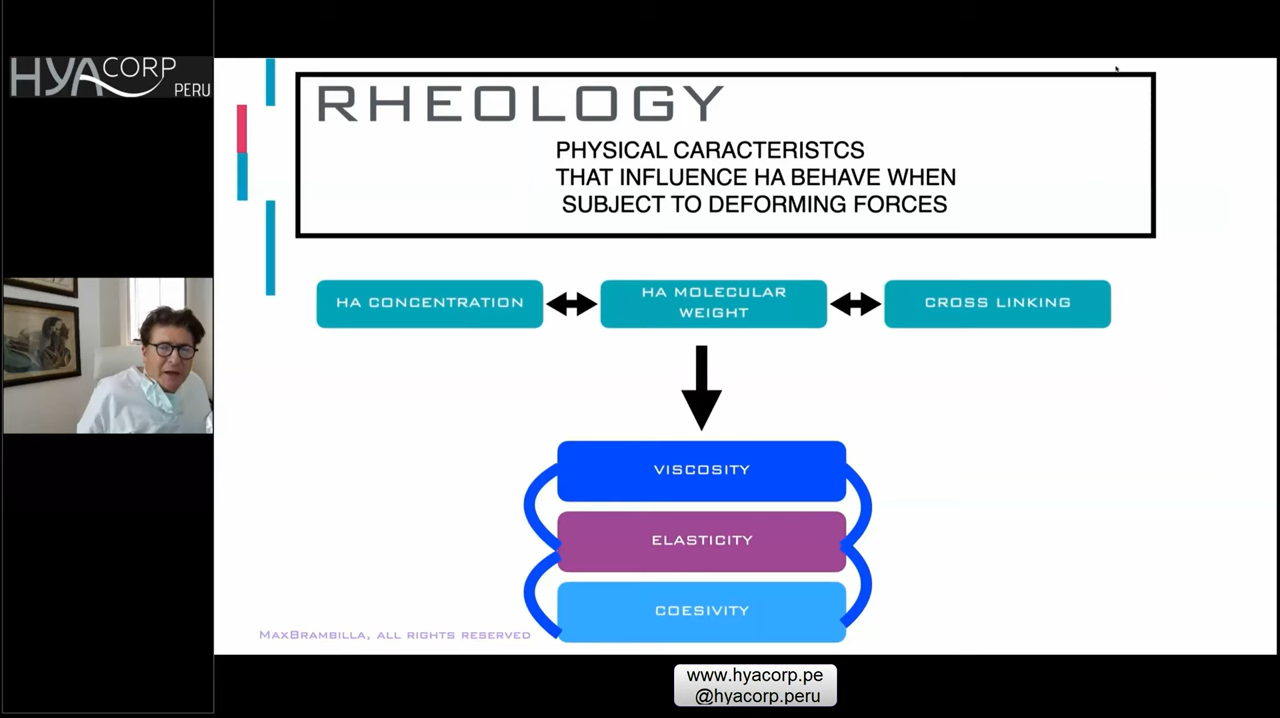 HYACORP
PERU
RHEOLOGY
PHYSICAL CARACTERISTCS
THAT INFLUENCE HA BEHAVE WHEN
SUBJECT TO DEFORMING FORCES
HA CONCENTRATION
HA MOLECULAR
WEIGHT
CROSS LINKING
VISCOSITY
ELASTICITY
COESIVITY
MaxBrambilla, all rights reserved
www.hyacorp.pe
@hyacorp.peru